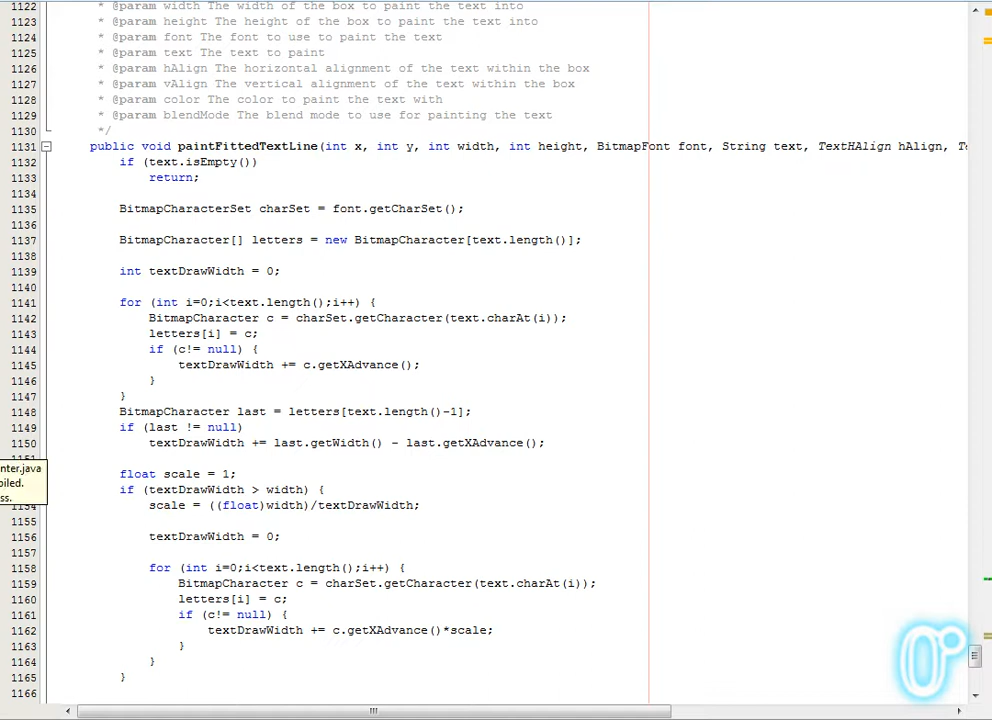 1122 * @param width The width of the box to paint the text into
1123 * @param height The height of the box to paint the text into
1124 * @param font The font to use to paint the text
1125 * @param text The text to paint
1126 * @param hAlign The horizontal alignment of the text within the box
1127 * @param vAlign The vertical alignment of the text within the box
1128 * @param color The color to paint the text with
1129 * @param blendMode The blend mode to use for painting the text
1130 */
1131 public void paintFittedTextLine(int x, int y, int width, int height, BitmapFont font, String text, TextHAlign hAlign, Te
1132 if (text.isEmpty())
1133 return;
1134
1135 BitmapCharacterSet charSet = font.getCharSet();
1136
1137 BitmapCharacter[] letters = new BitmapCharacter[text.length()];
1138
1139 int textDrawWidth = 0;
1140
1141 for (int i=0;i<text.length();i++) {
1142 BitmapCharacter c = charSet.getCharacter(text.charAt(i));
1143 letters[i] = c;
1144 if (c!= null) {
1145 textDrawWidth += c.getXAdvance();
1146 }
1147 }
1148 BitmapCharacter last = letters[text.length()-1];
1149 if (last != null)
1150 textDrawWidth += last.getWidth() - last.getXAdvance();
nter.java
float scale = 1;
piled.
if (textDrawWidth > width) {
ss.
scale = ((float)width)/textDrawWidth;
1155
1156 textDrawWidth = 0;
1157
1158 for (int i=0;i<text.length();i++) {
1159 BitmapCharacter c = charSet.getCharacter(text.charAt(i));
1160 letters[i] = c;
1161 if (c!= null) {
1162 textDrawWidth += c.getXAdvance()*scale;
1163 }
1164 }
1165 }
1166
0°